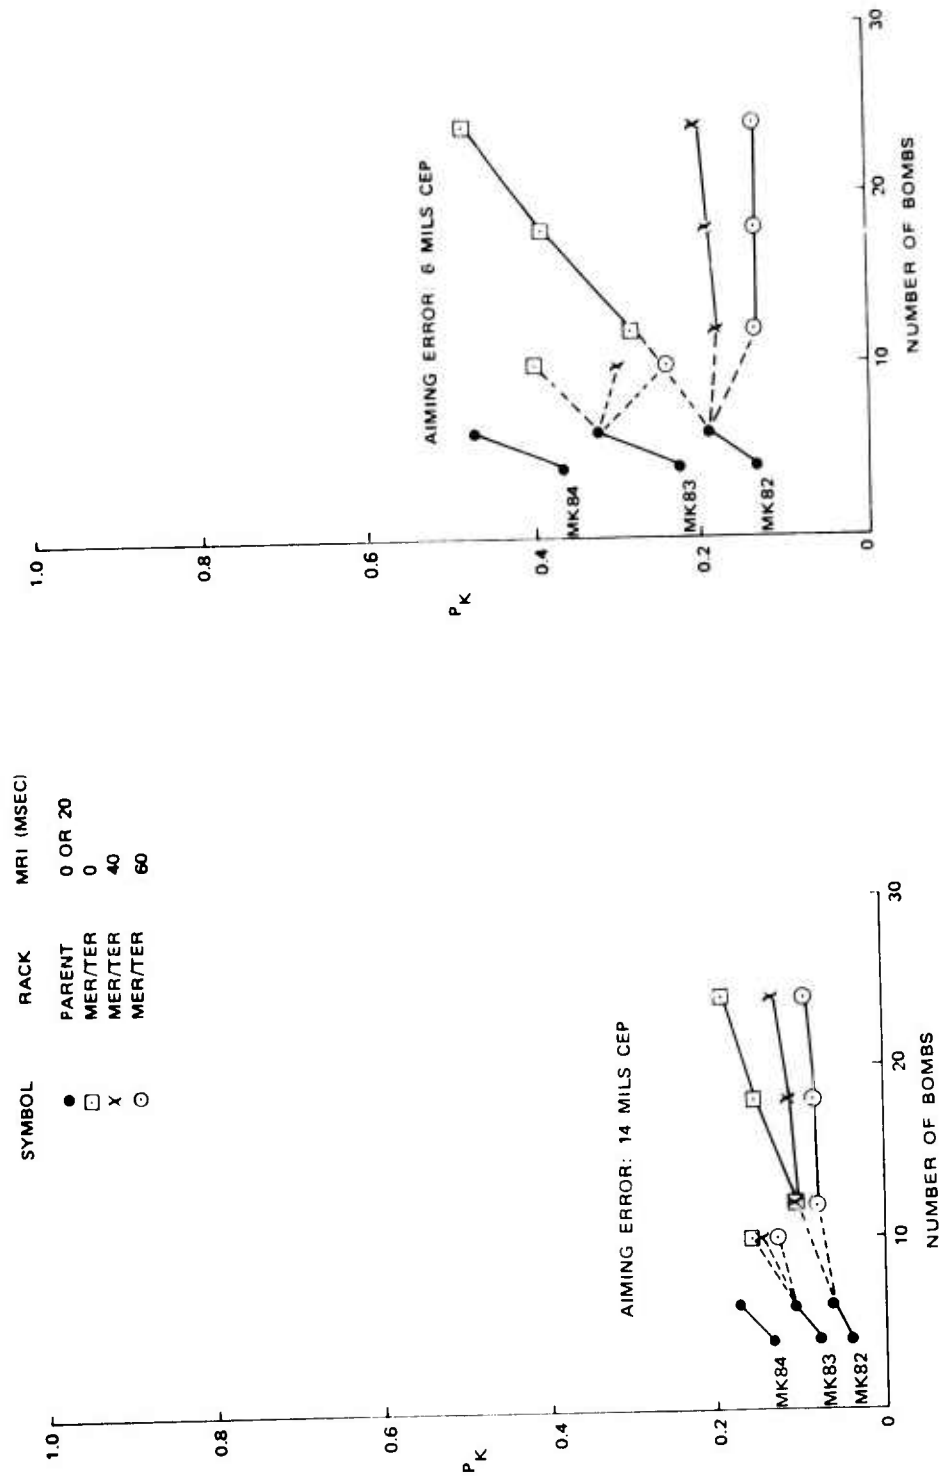 SYMBOL RACK MRI (MSEC)
PARENT 0 OR 20
MER/TER 0
X MER/TER 40
MER/TER 60
AIMING ERROR: 14 MILS CEP
1.0
0.8
0.6
0.4
0.2
0
PK
MK84
MK83
MK82
10
20
30
NUMBER OF BOMBS
AIMING ERROR: 6 MILS CEP
1.0
0.8
0.6
0.4
0.2
0
PK
MK84
MK83
MK82
10
20
30
NUMBER OF BOMBS